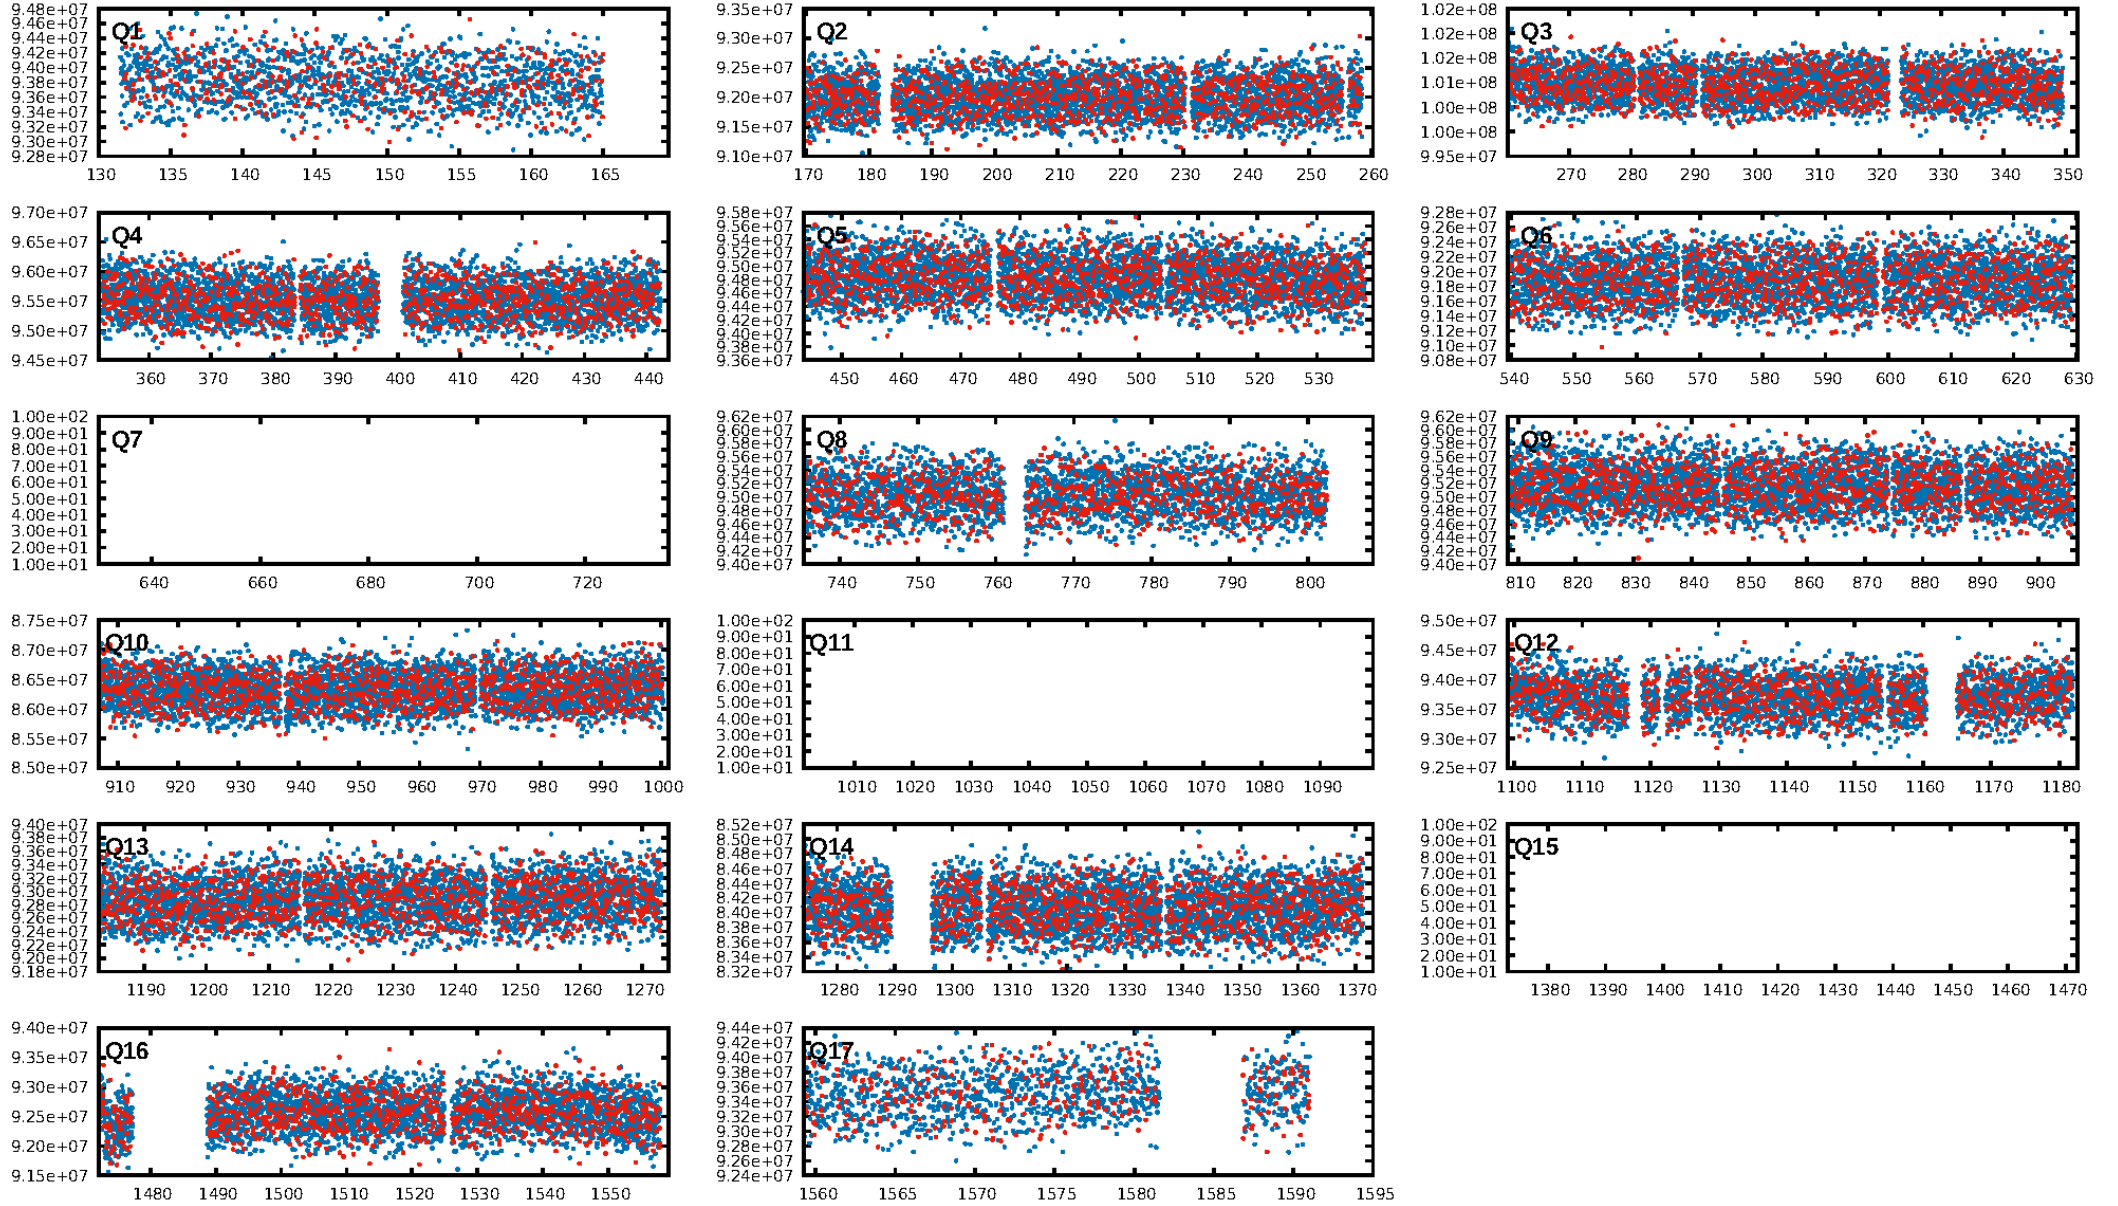 Q1
9.48e+07
9.46e+07
9.44e+07
9.42e+07
9.40e+07
9.38e+07
9.36e+07
9.34e+07
9.32e+07
9.30e+07
9.28e+07
130 135 140 145 150 155 160 165
Q2
9.35e+07
9.30e+07
9.25e+07
9.20e+07
9.15e+07
9.10e+07
170 180 190 200 210 220 230 240 250 260
Q3
1.02e+08
1.02e+08
1.02e+08
1.01e+08
1.00e+08
1.00e+08
9.95e+07
270 280 290 300 310 320 330 340 350
Q4
9.70e+07
9.65e+07
9.60e+07
9.55e+07
9.50e+07
9.45e+07
360 370 380 390 400 410 420 430 440
Q5
9.58e+07
9.56e+07
9.54e+07
9.52e+07
9.50e+07
9.48e+07
9.46e+07
9.44e+07
9.42e+07
9.40e+07
9.38e+07
9.36e+07
450 460 470 480 490 500 510 520 530
Q6
9.28e+07
9.26e+07
9.24e+07
9.22e+07
9.20e+07
9.18e+07
9.16e+07
9.14e+07
9.12e+07
9.10e+07
9.08e+07
540 550 560 570 580 590 600 610 620 630
Q7
1.00e+02
9.00e+01
8.00e+01
7.00e+01
6.00e+01
5.00e+01
4.00e+01
3.00e+01
2.00e+01
1.00e+01
640 660 680 700 720
Q8
9.62e+07
9.60e+07
9.58e+07
9.56e+07
9.54e+07
9.52e+07
9.50e+07
9.48e+07
9.46e+07
9.44e+07
9.42e+07
9.40e+07
740 750 760 770 780 790 800
Q9
9.62e+07
9.60e+07
9.58e+07
9.56e+07
9.54e+07
9.52e+07
9.50e+07
9.48e+07
9.46e+07
9.44e+07
9.42e+07
9.40e+07
810 820 830 840 850 860 870 880 890 900
Q10
8.75e+07
8.70e+07
8.65e+07
8.60e+07
8.55e+07
8.50e+07
910 920 930 940 950 960 970 980 990 1000
Q11
1.00e+02
9.00e+01
8.00e+01
7.00e+01
6.00e+01
5.00e+01
4.00e+01
3.00e+01
2.00e+01
1.00e+01
1010 1020 1030 1040 1050 1060 1070 1080 1090
Q12
9.50e+07
9.45e+07
9.40e+07
9.35e+07
9.30e+07
9.25e+07
1100 1110 1120 1130 1140 1150 1160 1170 1180
Q13
9.40e+07
9.38e+07
9.36e+07
9.34e+07
9.32e+07
9.30e+07
9.28e+07
9.26e+07
9.24e+07
9.22e+07
9.20e+07
9.18e+07
1190 1200 1210 1220 1230 1240 1250 1260 1270
Q14
8.52e+07
8.50e+07
8.48e+07
8.46e+07
8.44e+07
8.42e+07
8.40e+07
8.38e+07
8.36e+07
8.34e+07
8.32e+07
1280 1290 1300 1310 1320 1330 1340 1350 1360 1370
Q15
1.00e+02
9.00e+01
8.00e+01
7.00e+01
6.00e+01
5.00e+01
4.00e+01
3.00e+01
2.00e+01
1.00e+01
1380 1390 1400 1410 1420 1430 1440 1450 1460 1470
Q16
9.40e+07
9.35e+07
9.30e+07
9.25e+07
9.20e+07
9.15e+07
1480 1490 1500 1510 1520 1530 1540 1550
Q17
9.44e+07
9.42e+07
9.40e+07
9.38e+07
9.36e+07
9.34e+07
9.32e+07
9.30e+07
9.28e+07
9.26e+07
9.24e+07
1560 1565 1570 1575 1580 1585 1590 1595